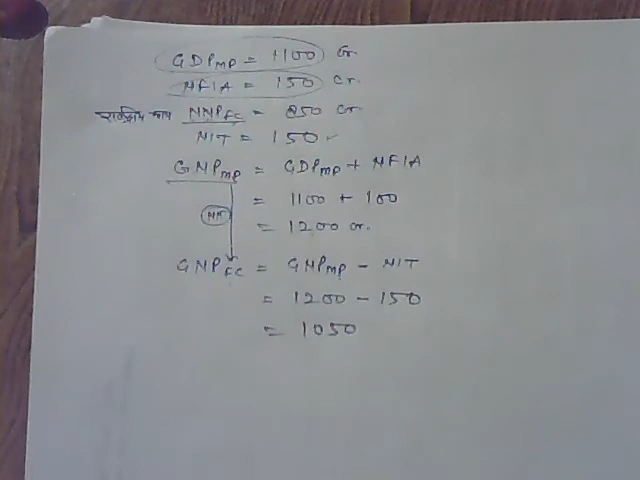 GDPMP = 1100 Cr.
NFIA = 150 Cr.
राष्ट्रीय आय NNPFC = 850 Cr.
NIT = 150
GNPMP = GDPMP + NFIA
= 1100 + 100
= 1200 Cr.
NIT
GNPFC = GNPMP - NIT
= 1200 - 150
= 1050